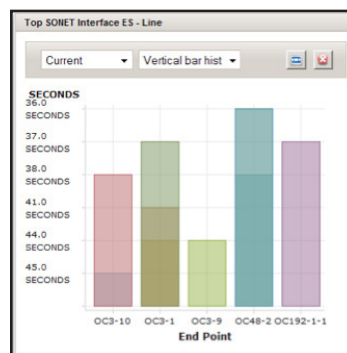 Top SONET Interface ES - Line
Current
Vertical bar hist
SECONDS
36.0
SECONDS
37.0
SECONDS
38.0
SECONDS
41.0
SECONDS
44.0
SECONDS
45.0
SECONDS
OC3-10 OC3-1 OC3-9 OC48-2 OC192-1-1
End Point